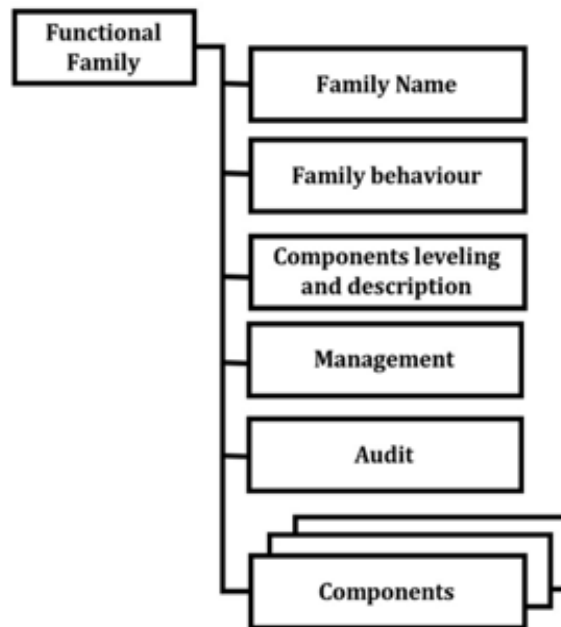 Functional
Family
Family Name
Family behaviour
Components leveling
and description
Management
Audit
Components